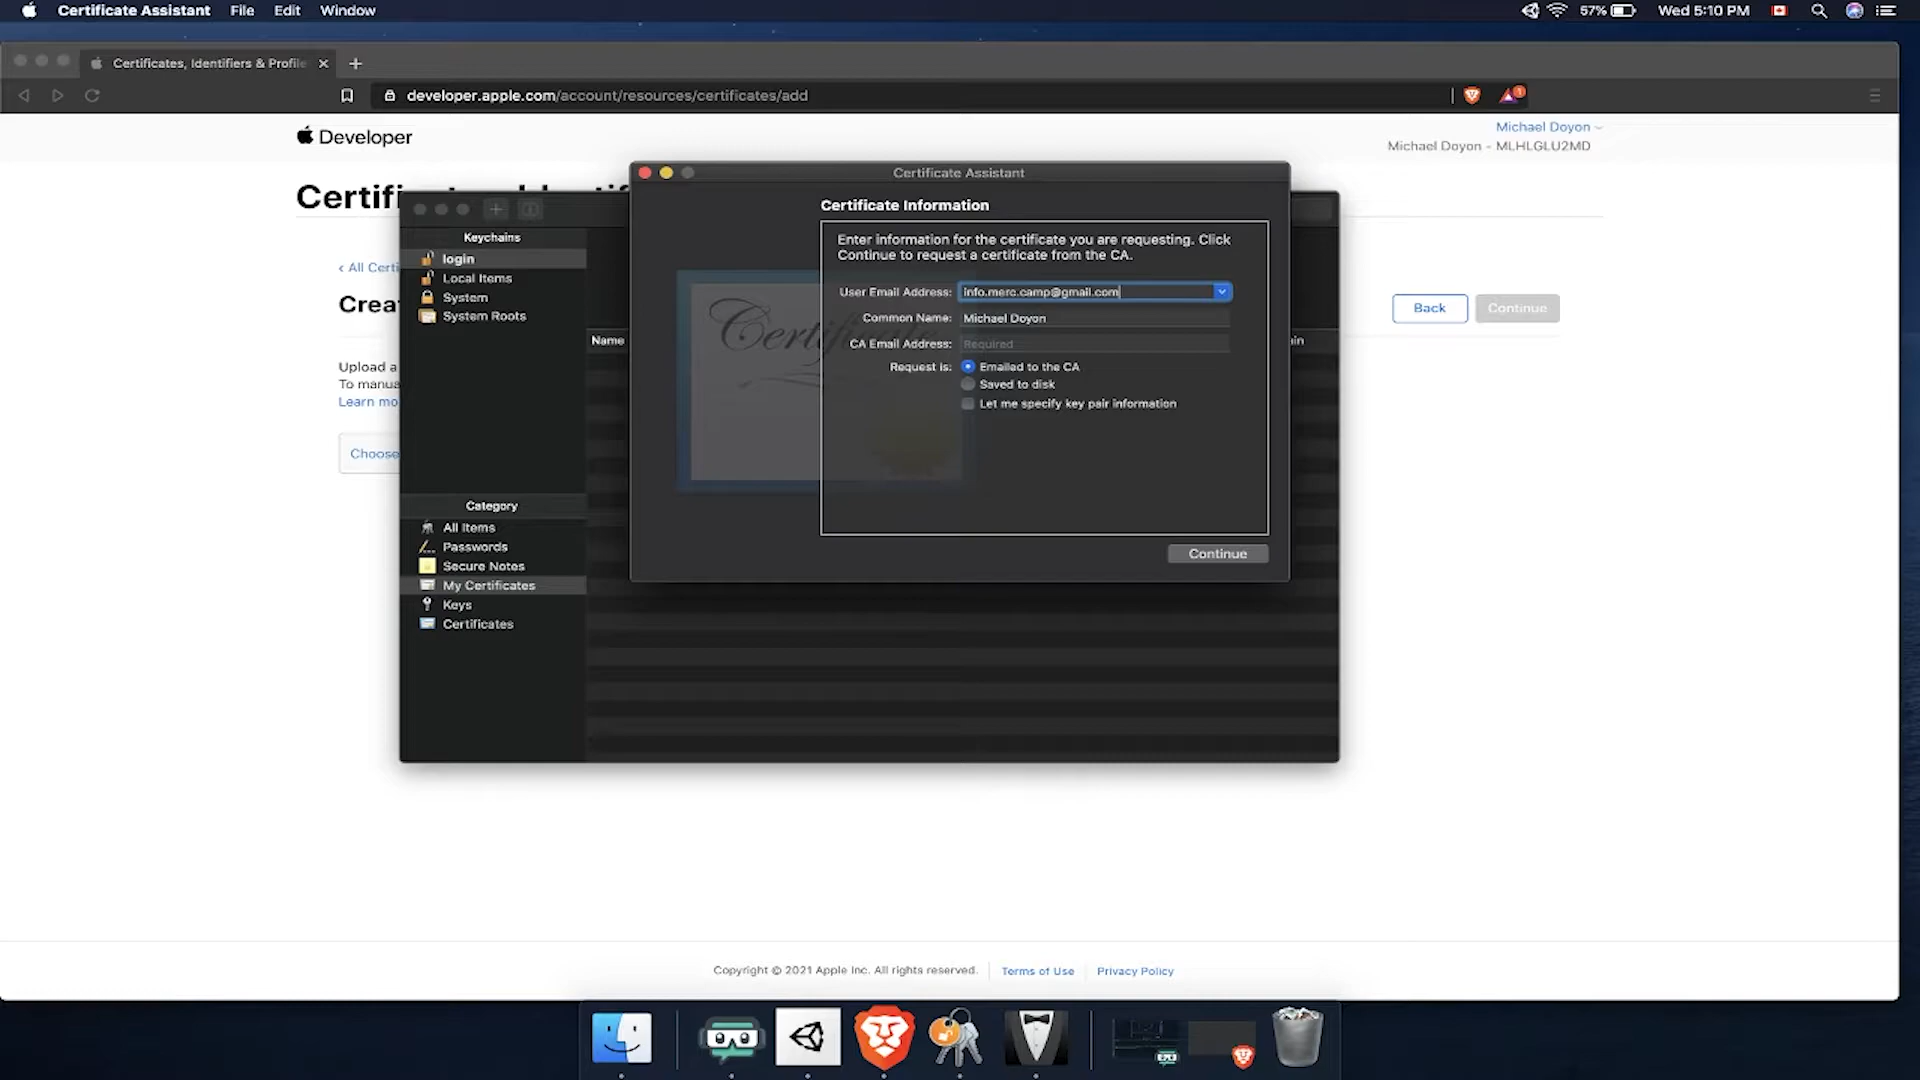 Certificate Assistant File Edit Window 57% Wed 5:10 PM
Certificates, Identifiers & Profile
developer.apple.com/account/resources/certificates/add
1
Developer
Michael Doyon
Michael Doyon - MLHLGLU2MD
Certificate Assistant
Certificate Information
Enter information for the certificate you are requesting. Click
Continue to request a certificate from the CA.
User Email Address: info.merc.camp@gmail.com
Common Name: Michael Doyon
CA Email Address: Required
Request is: Emailed to the CA
Saved to disk
Let me specify key pair information
Continue
Certificate
Keychains
login
Local Items
System
System Roots
Name
Category
All Items
Passwords
Secure Notes
My Certificates
Keys
Certificates
‹ All Certi
Crea
Back Continue
Upload a
To manua
Learn mo
Choose
Copyright © 2021 Apple Inc. All rights reserved. Terms of Use Privacy Policy